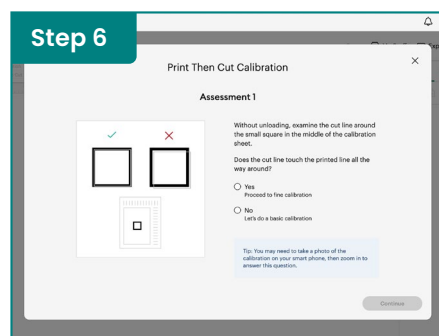 Step 6
Print Then Cut Calibration
Assessment 1
Without unloading, examine the cut line around
the small square in the middle of the calibration
sheet.
Does the cut line touch the printed line all the
way around?
Yes
Proceed to fine calibration
No
Let's do a basic calibration
Tip: You may need to take a photo of the
calibration on your smart phone, then zoom in to
answer this question.
Continue